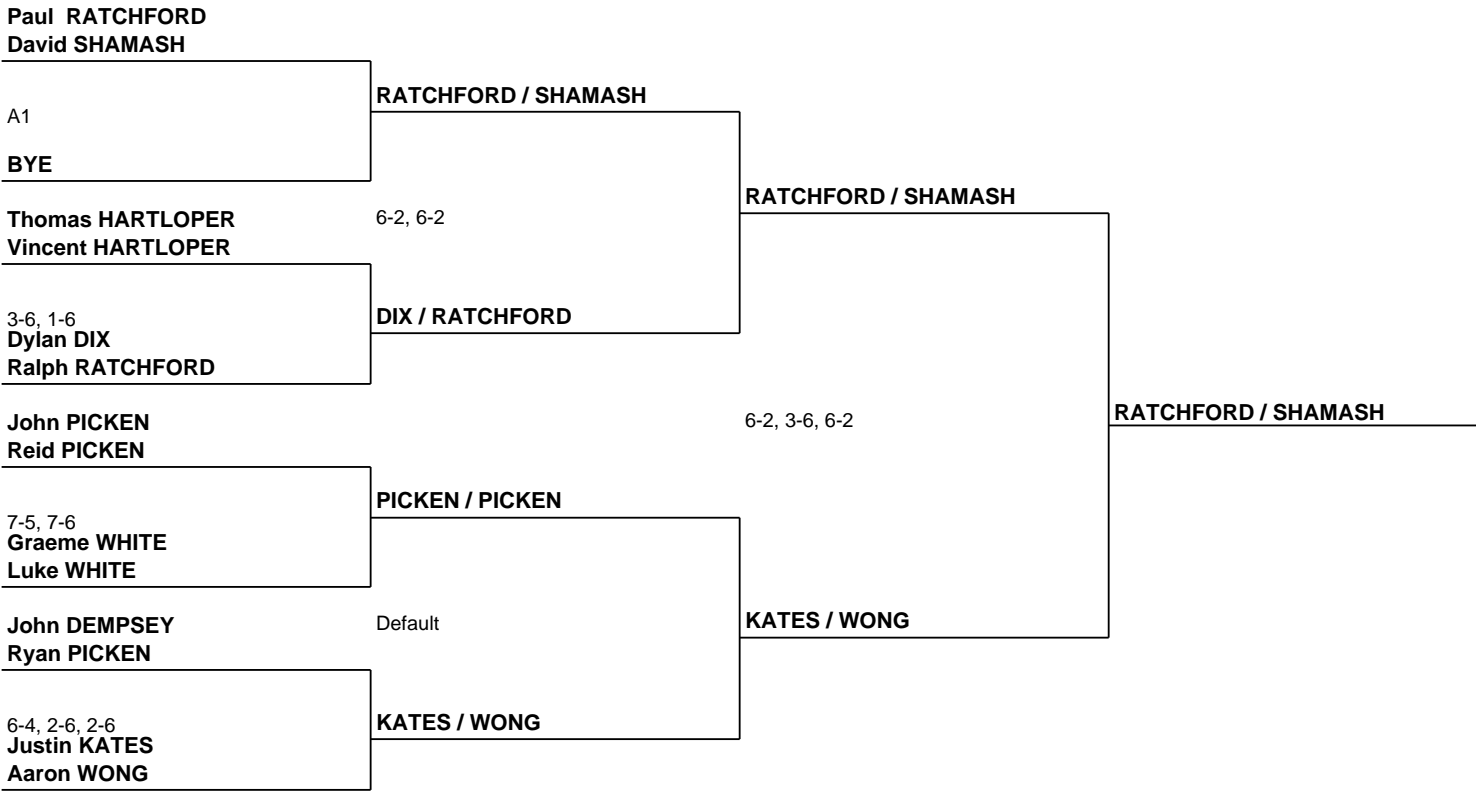 Paul  RATCHFORD
David SHAMASH
A1
BYE
Thomas HARTLOPER
Vincent HARTLOPER
3-6, 1-6
Dylan DIX
Ralph RATCHFORD
John PICKEN
Reid PICKEN
7-5, 7-6
Graeme WHITE
Luke WHITE
John DEMPSEY
Ryan PICKEN
6-4, 2-6, 2-6
Justin KATES
Aaron WONG
RATCHFORD / SHAMASH
6-2, 6-2
DIX / RATCHFORD
PICKEN / PICKEN
Default
KATES / WONG
RATCHFORD / SHAMASH
6-2, 3-6, 6-2
KATES / WONG
RATCHFORD / SHAMASH